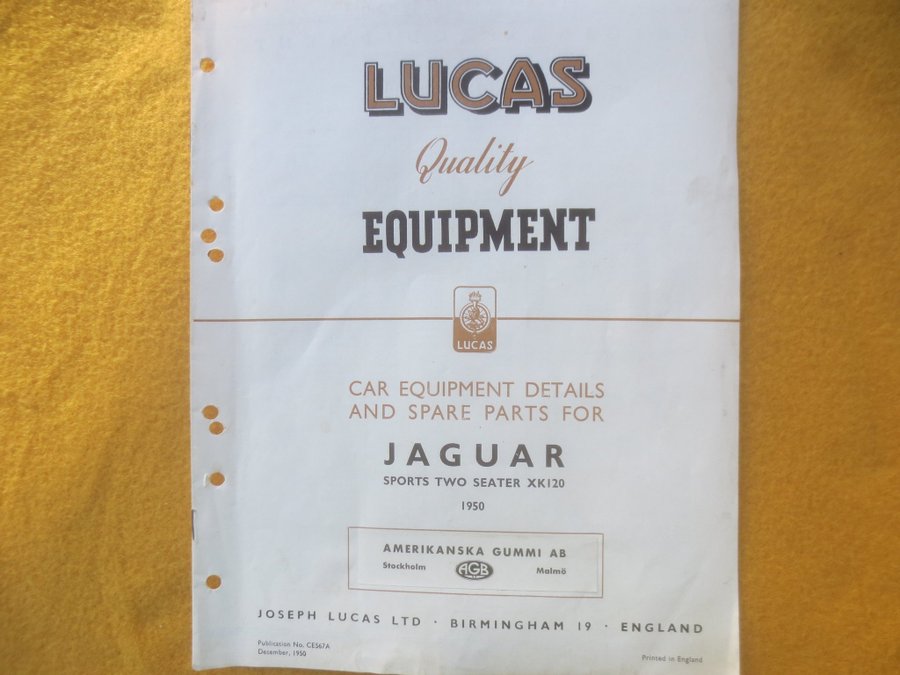 LUCAS
Quality
EQUIPMENT
LUCAS
CAR EQUIPMENT DETAILS
AND SPARE PARTS FOR
JAGUAR
SPORTS TWO SEATER XK120
1950
AMERIKANSKA GUMMI AB
Stockholm AGB Malmö
JOSEPH LUCAS LTD · BIRMINGHAM 19 · ENGLAND
Publication No. CE567A
December, 1950
Printed in England